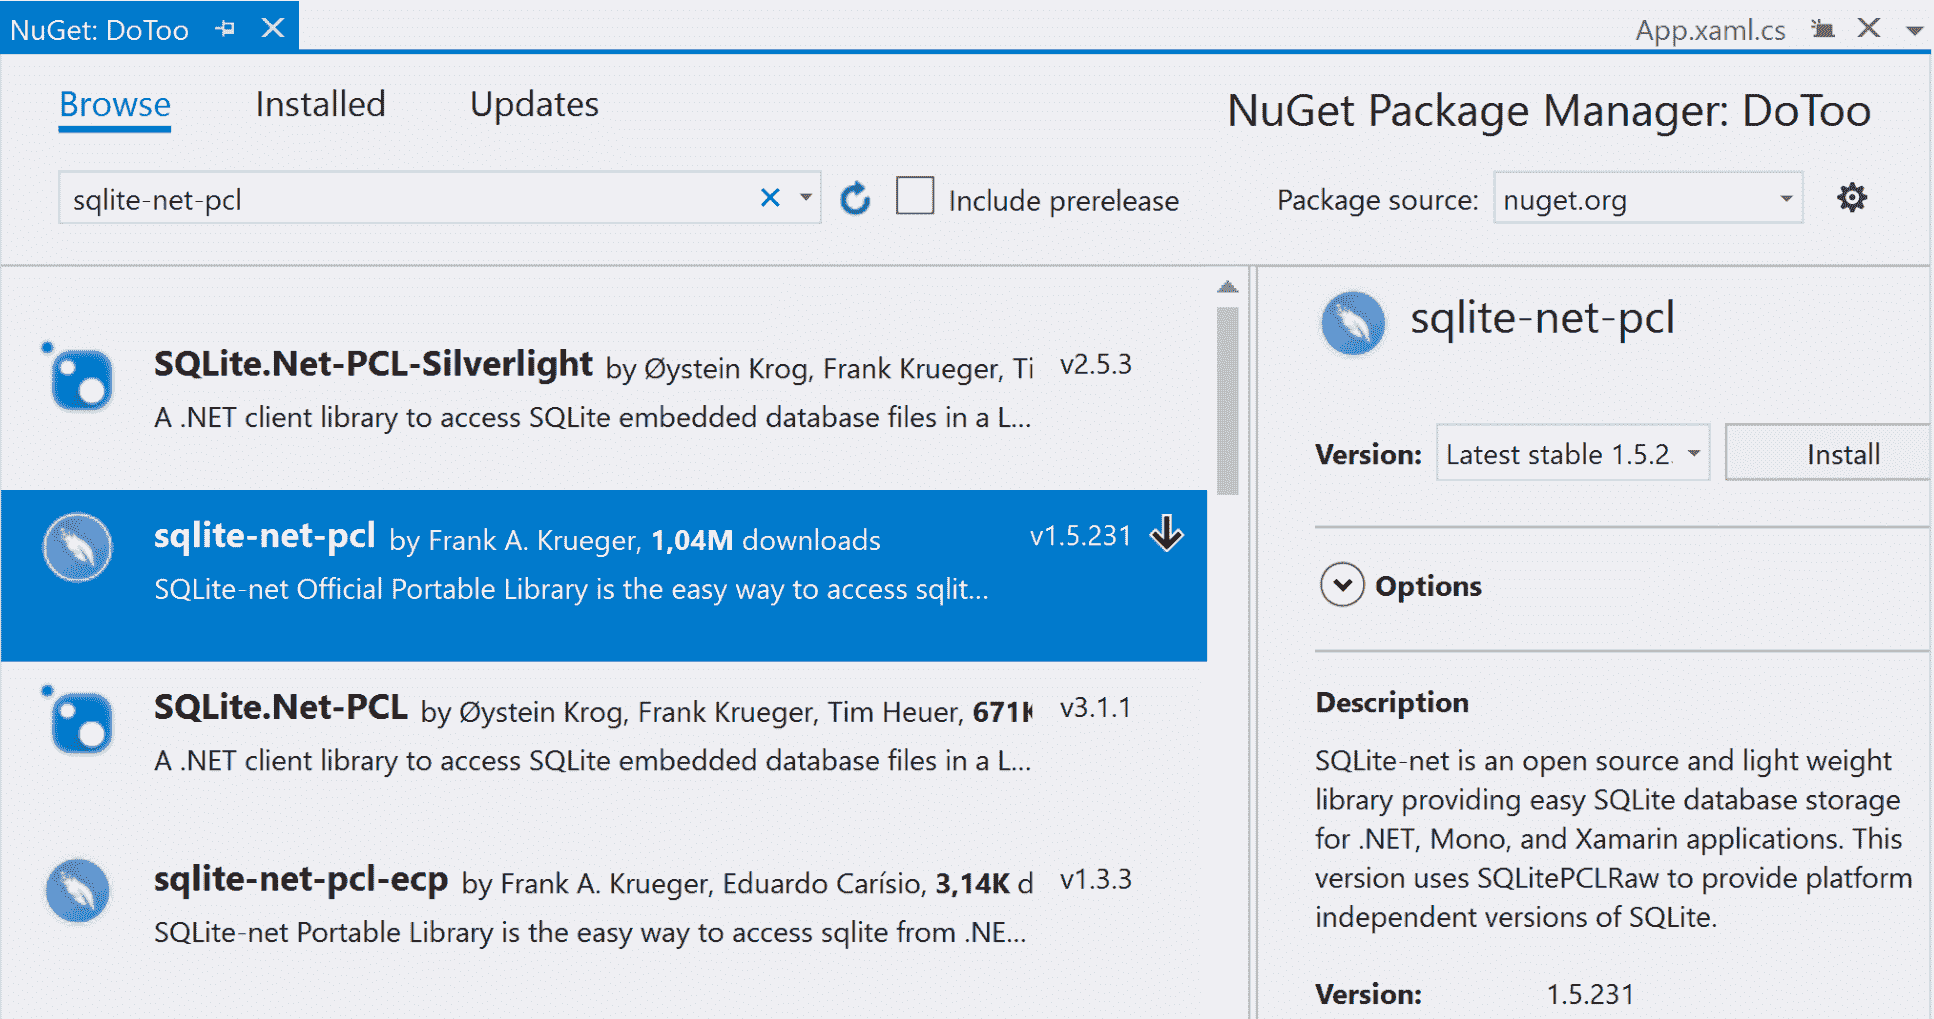 NuGet: DoToo
App.xaml.cs
Browse
Installed
Updates
NuGet Package Manager: DoToo
sqlite-net-pcl
Include prerelease
Package source:
nuget.org
SQLite.Net-PCL-Silverlight by Øystein Krog, Frank Krueger, Ti v2.5.3
A .NET client library to access SQLite embedded database files in a L...
sqlite-net-pcl by Frank A. Krueger, 1,04M downloads v1.5.231
SQLite-net Official Portable Library is the easy way to access sqlit...
SQLite.Net-PCL by Øystein Krog, Frank Krueger, Tim Heuer, 671K v3.1.1
A .NET client library to access SQLite embedded database files in a L...
sqlite-net-pcl-ecp by Frank A. Krueger, Eduardo Carísio, 3,14K d v1.3.3
SQLite-net Portable Library is the easy way to access sqlite from .NE...
sqlite-net-pcl
Version: Latest stable 1.5.2 Install
Options
Description
SQLite-net is an open source and light weight
library providing easy SQLite database storage
for .NET, Mono, and Xamarin applications. This
version uses SQLitePCLRaw to provide platform
independent versions of SQLite.
Version: 1.5.231